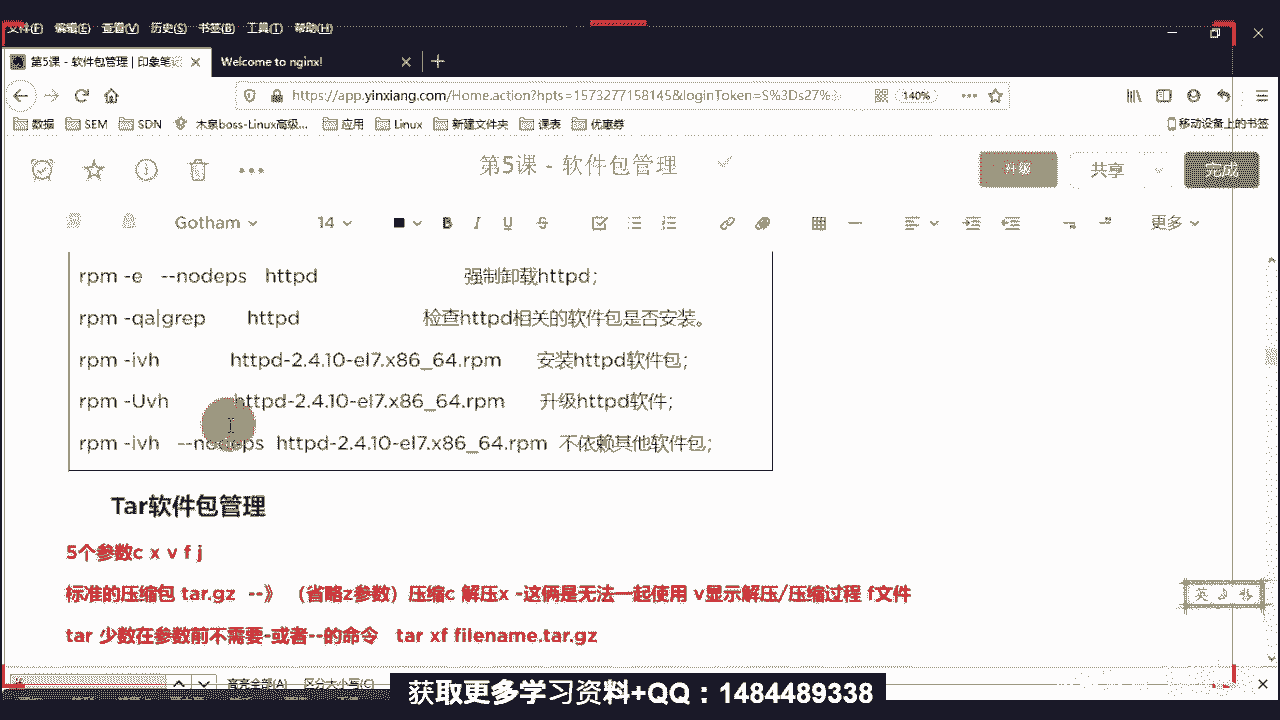 文件(F) 编辑(E) 查看(V) 历史(S) 书签(B) 工具(T) 帮助(H)
第5课 - 软件包管理 | 印象笔记
Welcome to nginx!
https://app.yinxiang.com/Home.action?hpts=1573277158145&loginToken=S%3Ds27%
140%
数据 SEM SDN 木泉boss-Linux高级... 应用 Linux 新建文件夹 课表 优惠券 移动设备上的书签
第5课 - 软件包管理
升级 共享 完成
Gotham 14 B I U S 更多
rpm -e --nodeps httpd 强制卸载httpd;
rpm -qa|grep httpd 检查httpd相关的软件包是否安装。
rpm -ivh httpd-2.4.10-el7.x86_64.rpm 安装httpd软件包;
rpm -Uvh httpd-2.4.10-el7.x86_64.rpm 升级httpd软件;
rpm -ivh --nodeps httpd-2.4.10-el7.x86_64.rpm 不依赖其他软件包;
Tar软件包管理
5个参数c x v f j
标准的压缩包 tar.gz --》 （省略z参数）压缩c 解压x -这俩是无法一起使用 v显示解压/压缩过程 f文件
tar 少数在参数前不需要-或者--的命令 tar xf filename.tar.gz
英
高亮全部(A) 区分大小写(C)
获取更多学习资料+QQ：1484489338